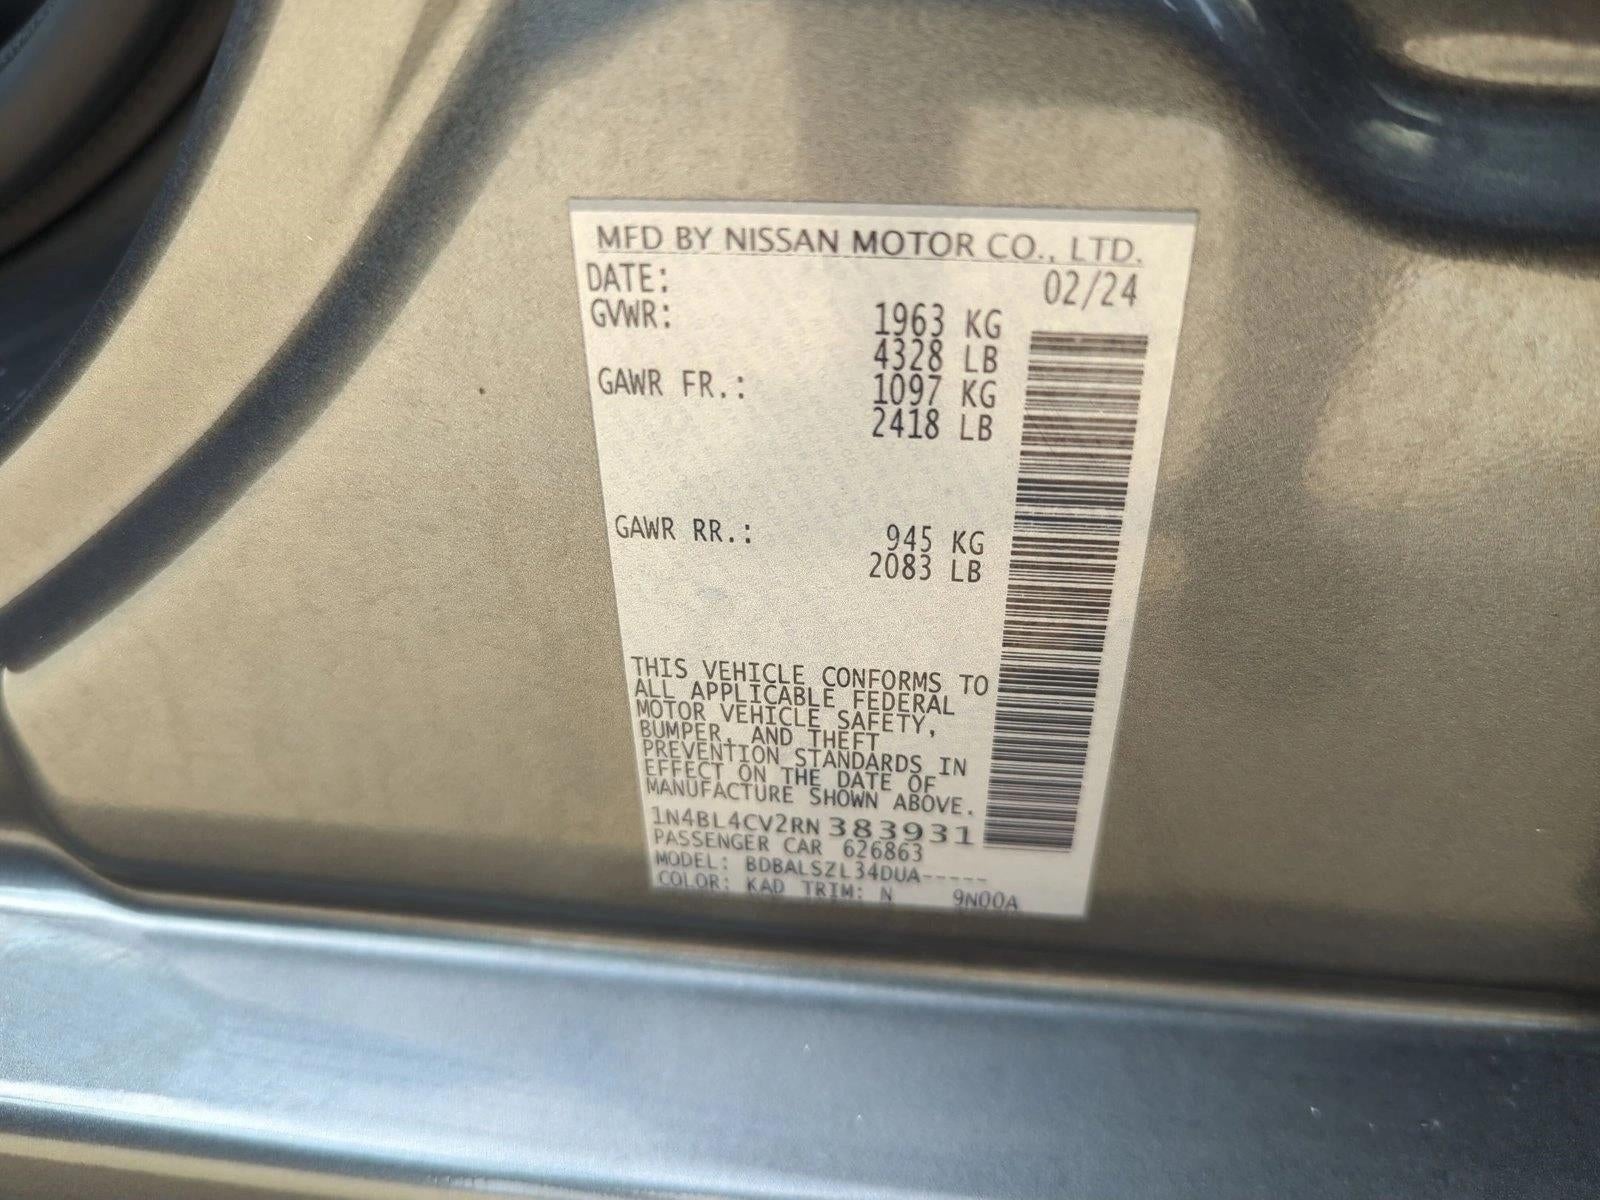 MFD BY NISSAN MOTOR CO., LTD.
DATE: 02/24
GVWR: 1963 KG
4328 LB
GAWR FR.: 1097 KG
2418 LB
GAWR RR.: 945 KG
2083 LB
THIS VEHICLE CONFORMS TO
ALL APPLICABLE FEDERAL
MOTOR VEHICLE SAFETY,
BUMPER, AND THEFT
PREVENTION STANDARDS IN
EFFECT ON THE DATE OF
MANUFACTURE SHOWN ABOVE.
1N4BL4CV2RN383931
PASSENGER CAR 626863
MODEL: BDBALSZL34DUA-----
COLOR: KAD TRIM: N 9N00A